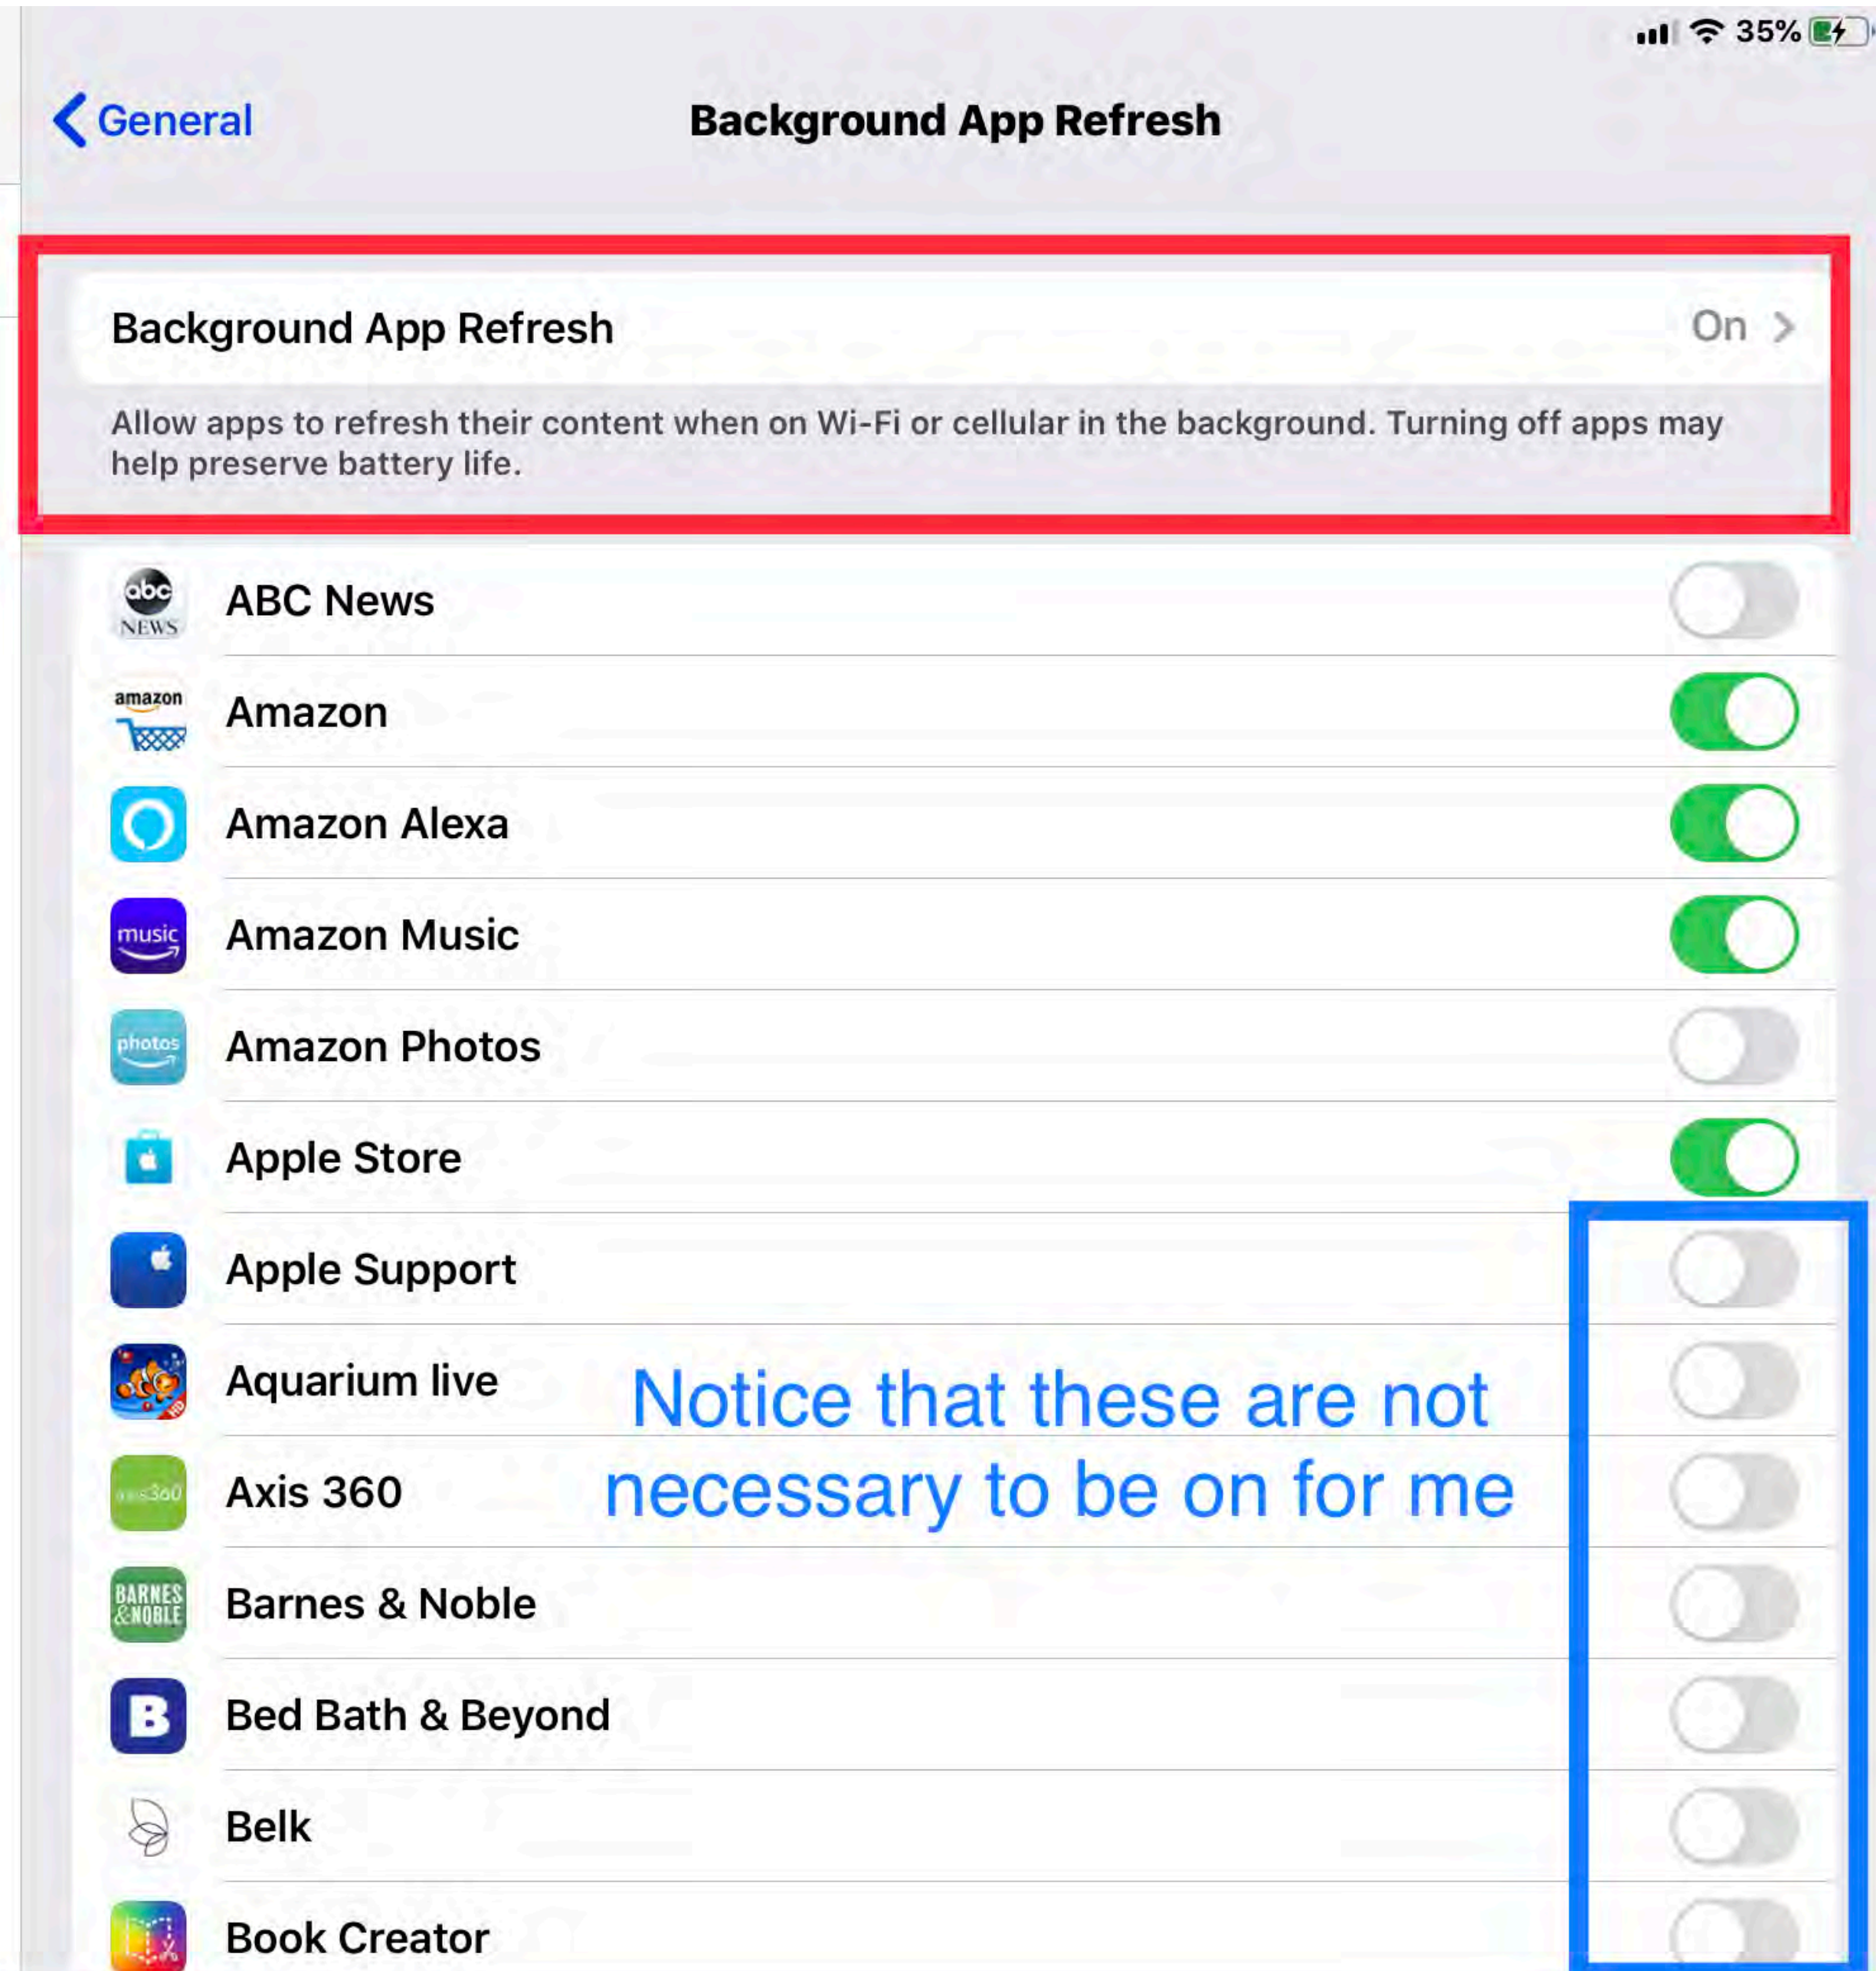 35%
General
Background App Refresh
Background App Refresh
On
Allow apps to refresh their content when on Wi-Fi or cellular in the background. Turning off apps may
help preserve battery life.
abc
NEWS
ABC News
amazon
Amazon
Amazon Alexa
music
Amazon Music
photos
Amazon Photos
Apple Store
Apple Support
HD
Aquarium live
Notice that these are not
necessary to be on for me
axis360
Axis 360
BARNES
&NOBLE
Barnes & Noble
B
Bed Bath & Beyond
Belk
Book Creator